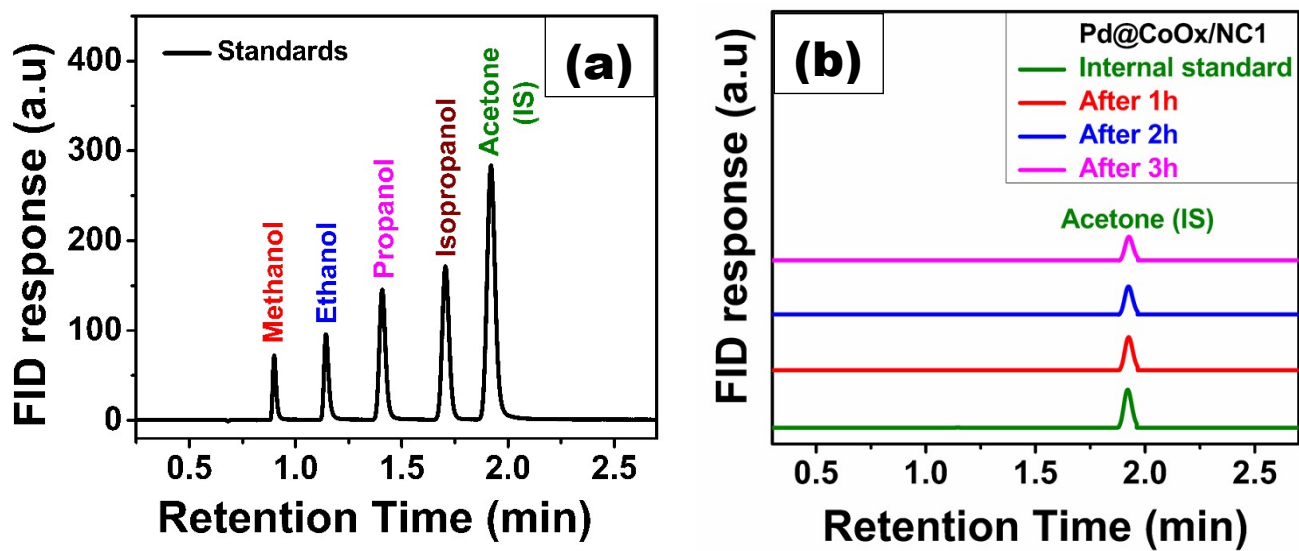 (a)
Standards
FID response (a.u)
400
300
200
100
0
Methanol
Ethanol
Propanol
Isopropanol
Acetone
(IS)
0.5 1.0 1.5 2.0 2.5
Retention Time (min)
(b)
Pd@CoOx/NC1
Internal standard
After 1h
After 2h
After 3h
FID response (a.u)
Acetone (IS)
0.5 1.0 1.5 2.0 2.5
Retention Time (min)